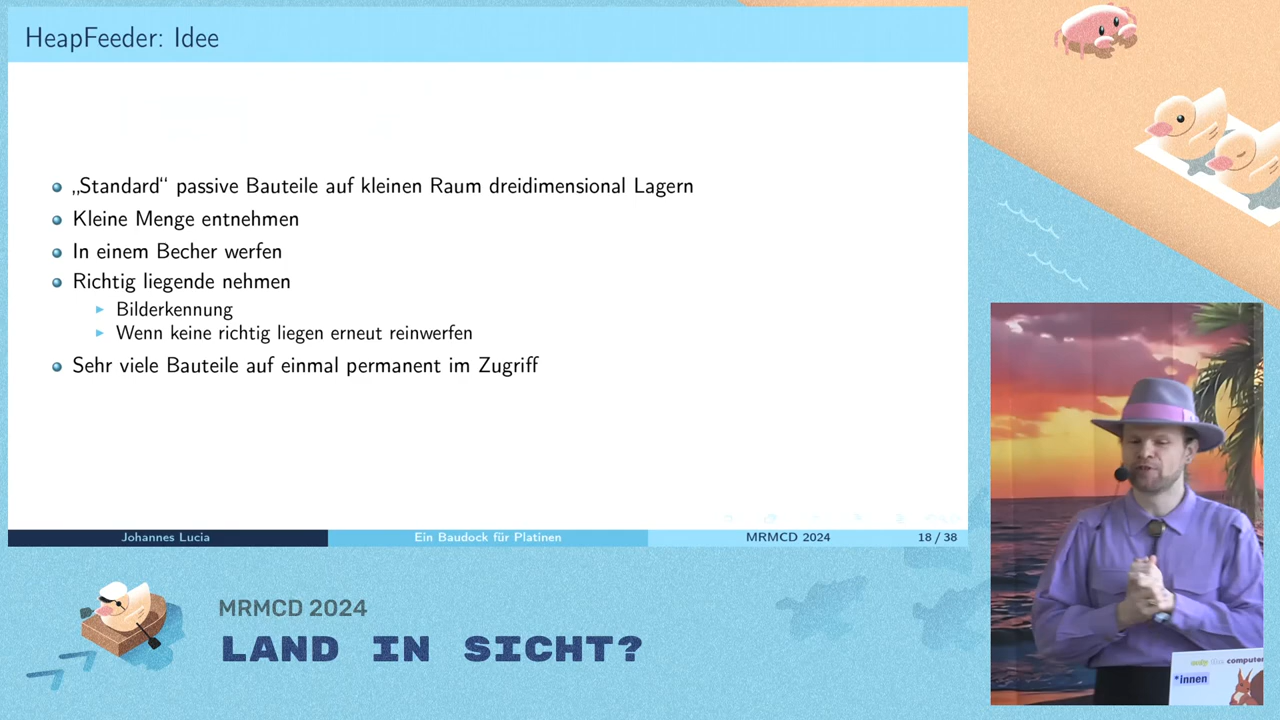 HeapFeeder: Idee
„Standard“ passive Bauteile auf kleinen Raum dreidimensional Lagern
Kleine Menge entnehmen
In einem Becher werfen
Richtig liegende nehmen
Bilderkennung
Wenn keine richtig liegen erneut reinwerfen
Sehr viele Bauteile auf einmal permanent im Zugriff
Johannes Lucia
Ein Baudock für Platinen
MRMCD 2024
18 / 38
MRMCD 2024
LAND IN SICHT?
computer
*innen